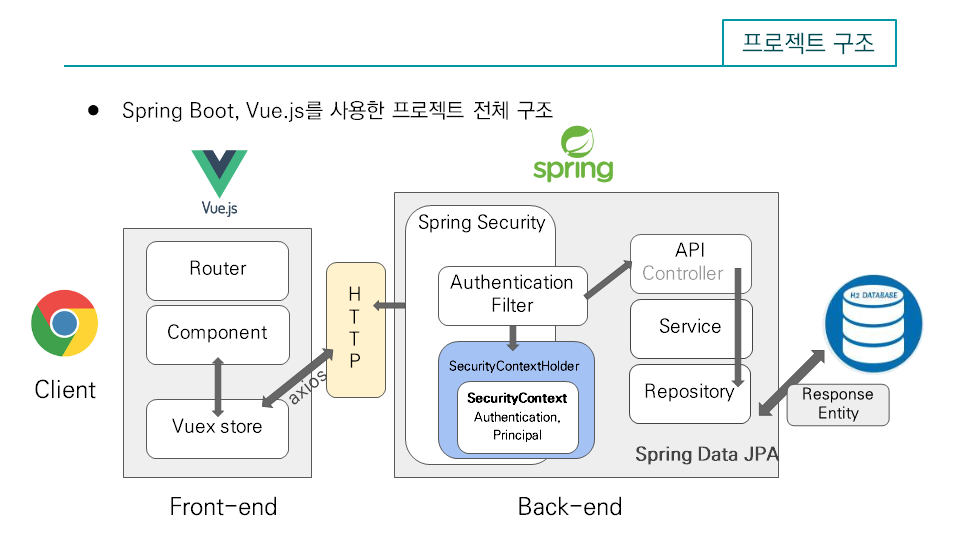 프로젝트 구조
● Spring Boot, Vue.js를 사용한 프로젝트 전체 구조
Vue.js
spring
Client
Router
Component
Vuex store
Front-end
axios
H
T
T
P
Spring Security
Authentication
Filter
SecurityContextHolder
SecurityContext
Authentication,
Principal
API
Controller
Service
Repository
Spring Data JPA
Back-end
H2 DATABASE
Response
Entity